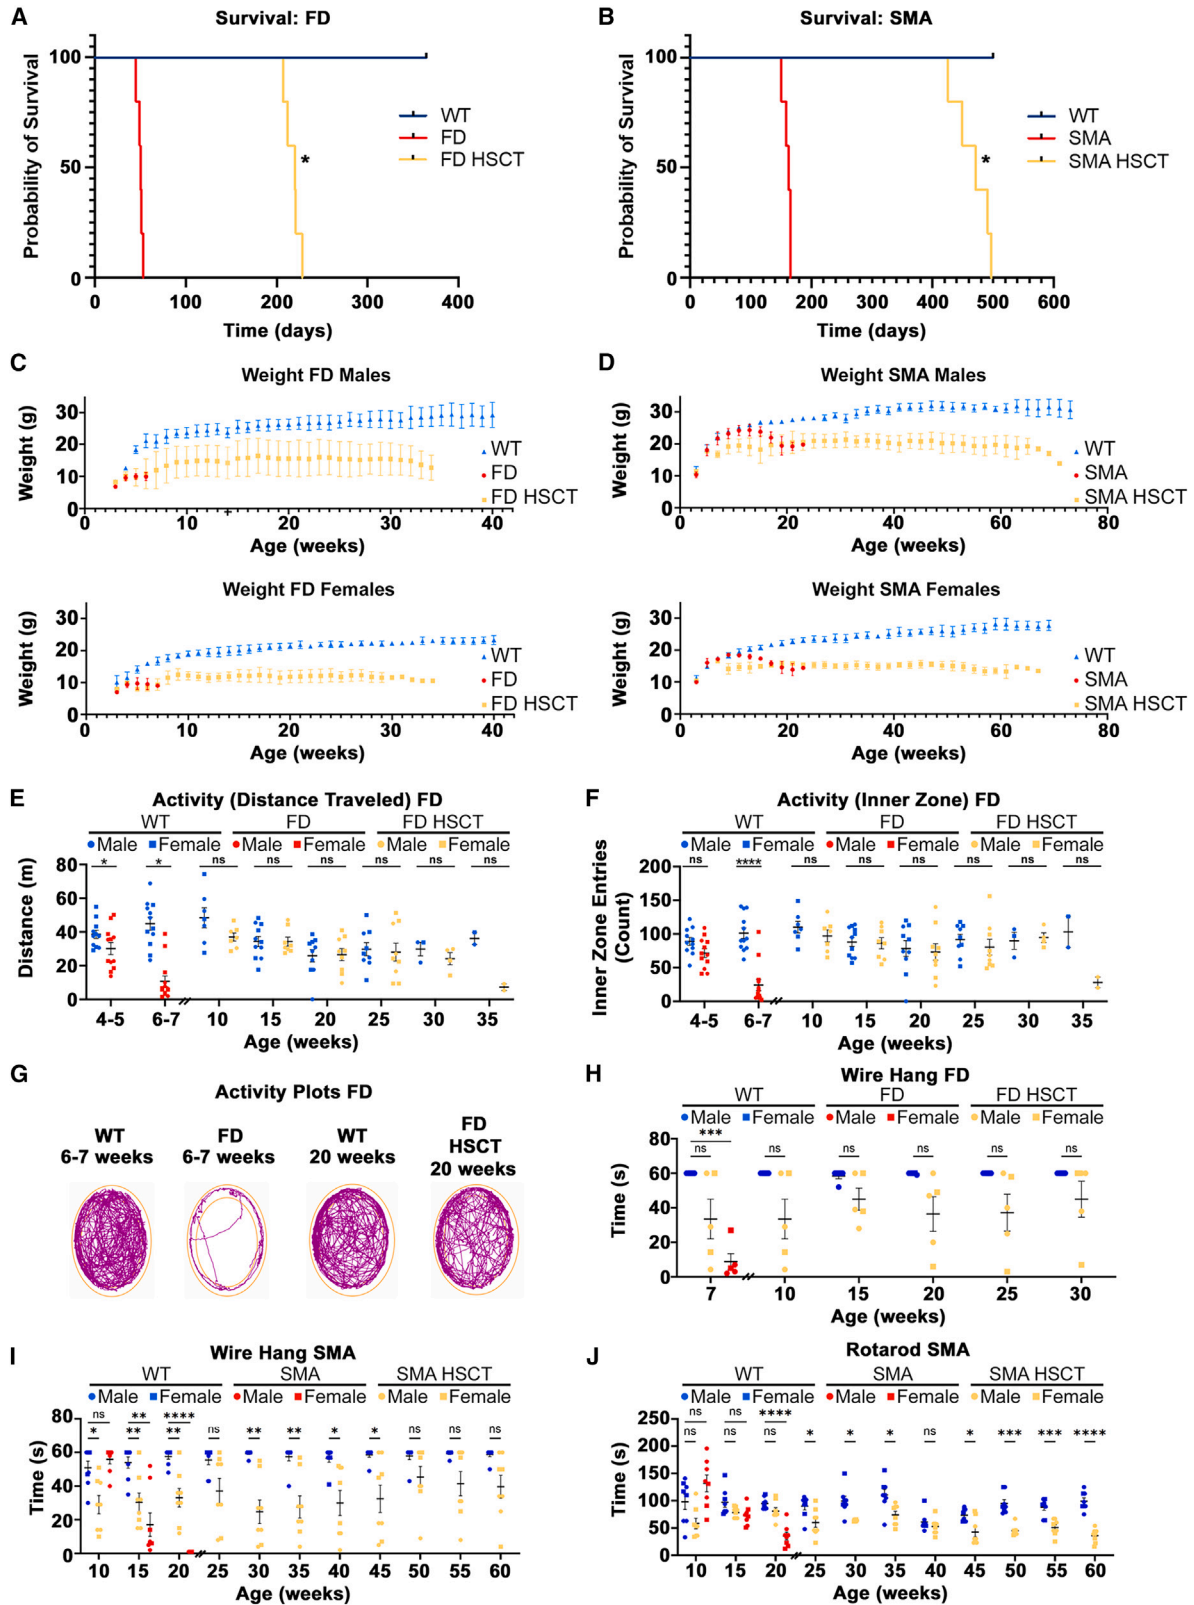 A
Survival: FD
Probability of Survival
100
50
0
0 100 200 300 400
Time (days)
WT
FD
FD HSCT
*
B
Survival: SMA
Probability of Survival
100
50
0
0 100 200 300 400 500 600
Time (days)
WT
SMA
SMA HSCT
*
C
Weight FD Males
Weight (g)
30
20
10
0
0 10 20 30 40
Age (weeks)
WT
FD
FD HSCT
Weight FD Females
Weight (g)
30
20
10
0
0 10 20 30 40
Age (weeks)
WT
FD
FD HSCT
D
Weight SMA Males
Weight (g)
30
20
10
0
0 20 40 60 80
Age (weeks)
WT
SMA
SMA HSCT
Weight SMA Females
Weight (g)
30
20
10
0
0 20 40 60 80
Age (weeks)
WT
SMA
SMA HSCT
E
Activity (Distance Traveled) FD
WT FD FD HSCT
Male Female Male Female Male Female
* * ns ns ns ns ns ns
Distance (m)
80
60
40
20
0
4-5 6-7 10 15 20 25 30 35
Age (weeks)
F
Activity (Inner Zone) FD
WT FD FD HSCT
Male Female Male Female Male Female
ns **** ns ns ns ns ns ns
Inner Zone Entries
(Count)
200
150
100
50
0
4-5 6-7 10 15 20 25 30 35
Age (weeks)
G
Activity Plots FD
WT
6-7 weeks
FD
6-7 weeks
WT
20 weeks
FD
HSCT
20 weeks
H
Wire Hang FD
WT FD FD HSCT
Male Female Male Female Male Female
***
ns ns ns ns ns ns
Time (s)
80
60
40
20
0
7 10 15 20 25 30
Age (weeks)
I
Wire Hang SMA
WT SMA SMA HSCT
Male Female Male Female Male Female
ns ** ****
* ** ** ns ** ** * * ns ns ns
Time (s)
80
60
40
20
0
10 15 20 25 30 35 40 45 50 55 60
Age (weeks)
J
Rotarod SMA
WT SMA SMA HSCT
Male Female Male Female Male Female
ns ns ****
ns ns ns * * * ns * *** *** ****
Time (s)
250
200
150
100
50
0
10 15 20 25 30 35 40 45 50 55 60
Age (weeks)